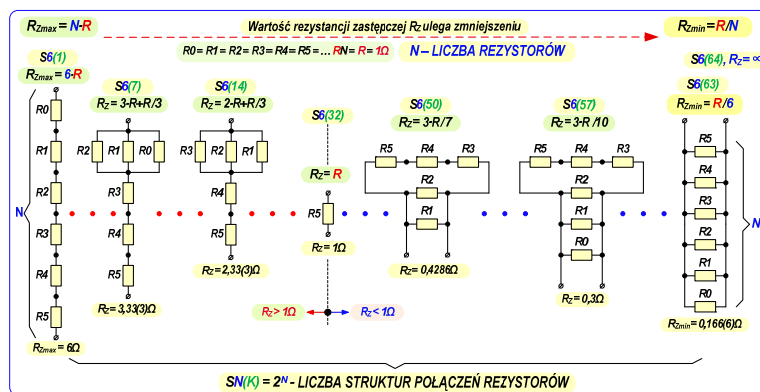 RZmax = N-R
Wartość rezystancji zastępczej RZ ulega zmniejszeniu
RZmin = R/N
R0 = R1 = R2 = R3 = R4 = R5 = ... RN = R = 1Ω
N – LICZBA REZYSTORÓW
S6(1)
RZmax = 6-R
R0
R1
R2
R3
R4
R5
RZmax = 6Ω
N
S6(7)
RZ = 3-R+R/3
R2
R1
R0
R3
R4
R5
RZ = 3,33(3)Ω
S6(14)
RZ = 2-R+R/3
R3
R2
R1
R4
R5
RZ = 2,33(3)Ω
S6(32)
RZ = R
R5
RZ = 1Ω
RZ > 1Ω
RZ < 1Ω
S6(50)
RZ = 3-R/7
R5
R4
R3
R2
R1
RZ = 0,4286Ω
S6(57)
RZ = 3-R/10
R5
R4
R3
R2
R1
R0
RZ = 0,3Ω
S6(64), RZ = ∞
S6(63)
RZmin = R/6
R5
R4
R3
R2
R1
R0
N
RZmin = 0,166(6)Ω
SN(K) = 2ᴺ - LICZBA STRUKTUR POŁĄCZEŃ REZYSTORÓW